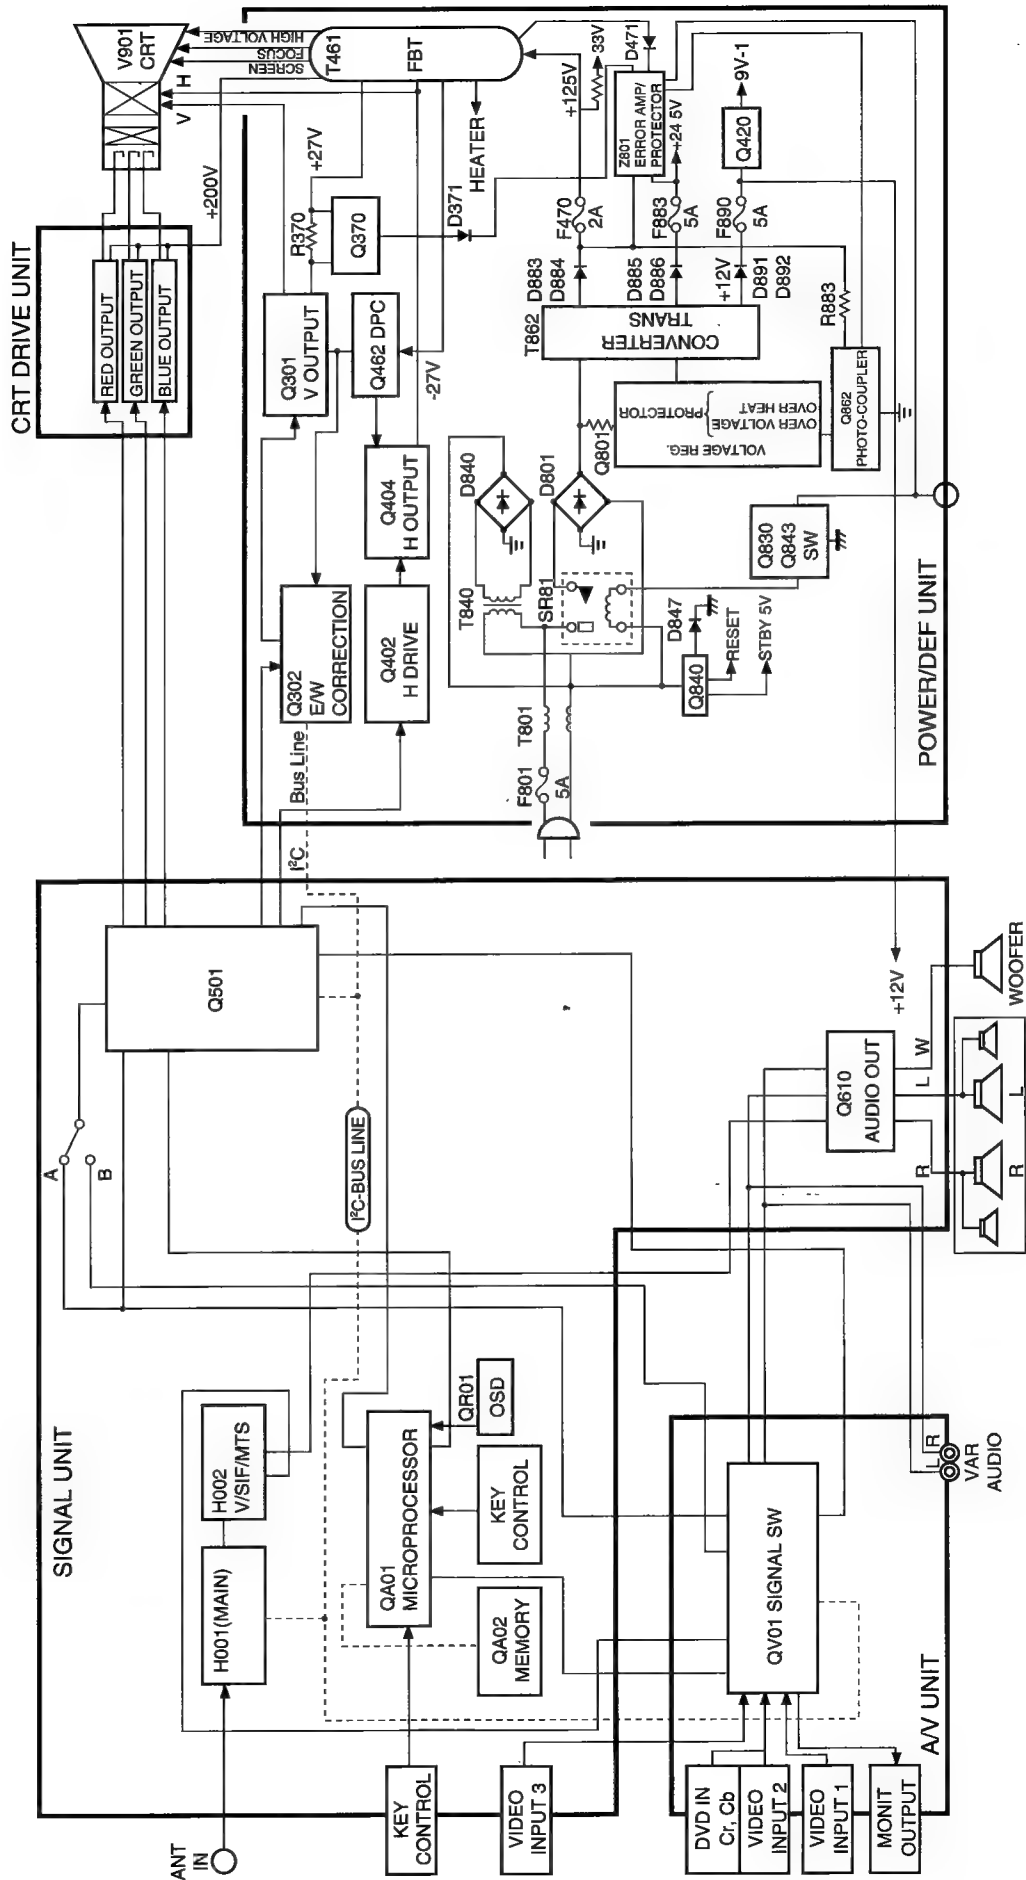 SIGNAL UNIT
ANT
IN
H001(MAIN)
H002
V/SIF/MTS
A
B
Q501
QA01
MICROPROCESSOR
QR01
OSD
KEY
CONTROL
QA02
MEMORY
I²C-BUS LINE
KEY
CONTROL
VIDEO
INPUT 3
A/V UNIT
DVD IN
Cr, Cb
VIDEO
INPUT 2
VIDEO
INPUT 1
MONIT
OUTPUT
QV01 SIGNAL SW
L
R
VAR
AUDIO
Q610
AUDIO OUT
+12V
R
L
W
R
L
WOOFER
CRT DRIVE UNIT
RED OUTPUT
GREEN OUTPUT
BLUE OUTPUT
+200V
V901
CRT
HIGH VOLTAGE
FOCUS
SCREEN
H
V
T461
FBT
POWER/DEF UNIT
I²C
Bus Line
Q302
E/W
CORRECTION
Q301
V OUTPUT
R370
+27V
Q370
D371
HEATER
Q462 DPC
-27V
Q402
H DRIVE
Q404
H OUTPUT
F801
5A
T801
T840
D840
SR81
D801
Q801
D847
Q840
RESET
STBY 5V
Q830
Q843
SW
T862
CONVERTER
TRANS
VOLTAGE REG.
OVER VOLTAGE
OVER HEAT
PROTECTOR
Q862
PHOTO-COUPLER
R883
D883
D884
F470
2A
+125V
33V
D471
Z801
ERROR AMP/
PROTECTOR
D885
D886
F883
5A
+24 5V
+12V
D891
D892
F890
5A
Q420
9V-1